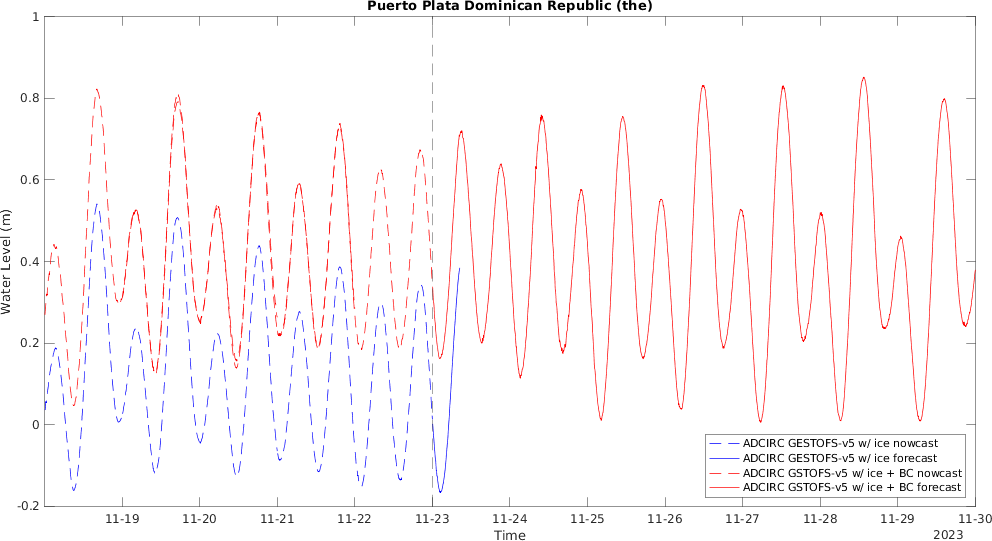 Puerto Plata Dominican Republic (the)
Water Level (m)
1
0.8
0.6
0.4
0.2
0
-0.2
ADCIRC GESTOFS-v5 w/ ice nowcast
ADCIRC GESTOFS-v5 w/ ice forecast
ADCIRC GSTOFS-v5 w/ ice + BC nowcast
ADCIRC GSTOFS-v5 w/ ice + BC forecast
11-19 11-20 11-21 11-22 11-23 11-24 11-25 11-26 11-27 11-28 11-29 11-30
Time
2023